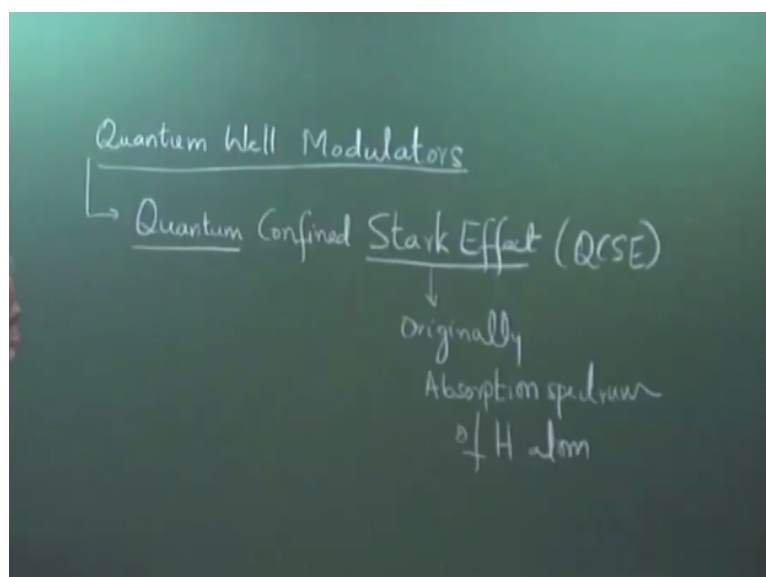 Quantum Well Modulators
Quantum Confined Stark Effect (QCSE)
Originally
Absorption spectrum
of H atom